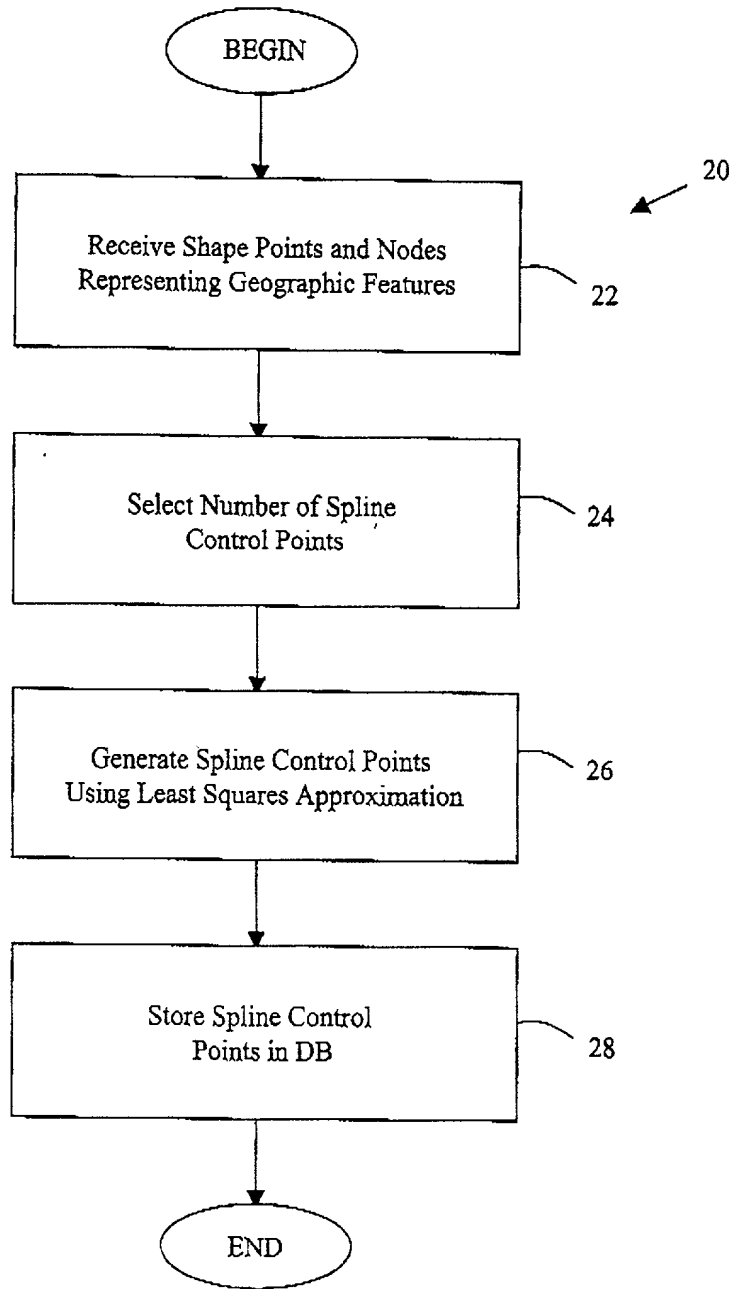 BEGIN
20
Receive Shape Points and Nodes
Representing Geographic Features
22
Select Number of Spline
Control Points
24
Generate Spline Control Points
Using Least Squares Approximation
26
Store Spline Control
Points in DB
28
END